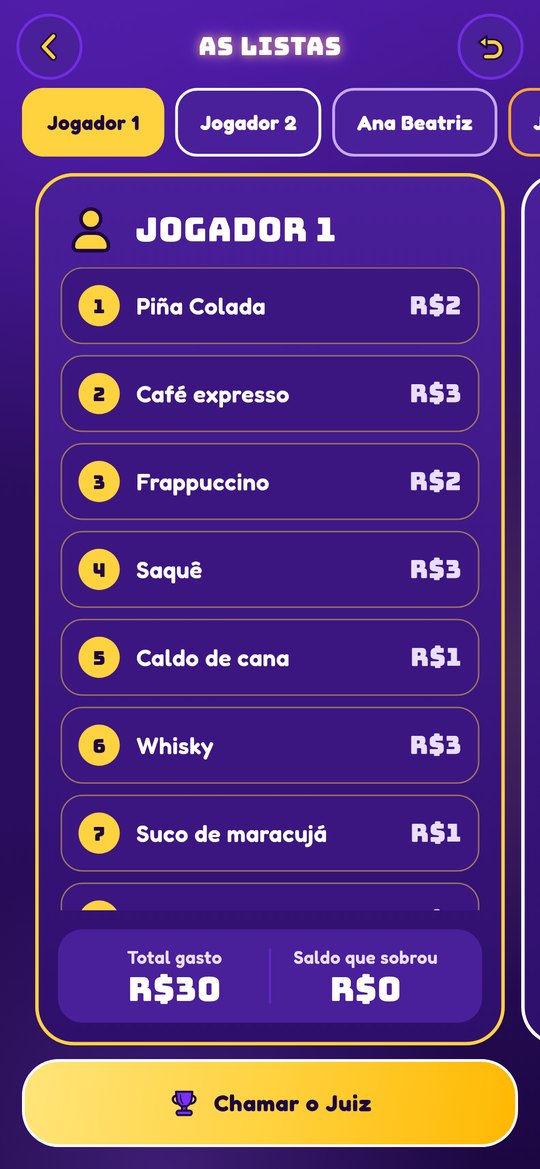 AS LISTAS
Jogador 1
Jogador 2
Ana Beatriz
JOGADOR 1
1 Piña Colada R$2
2 Café expresso R$3
3 Frappuccino R$2
4 Saquê R$3
5 Caldo de cana R$1
6 Whisky R$3
7 Suco de maracujá R$1
Total gasto
R$30
Saldo que sobrou
R$0
Chamar o Juiz